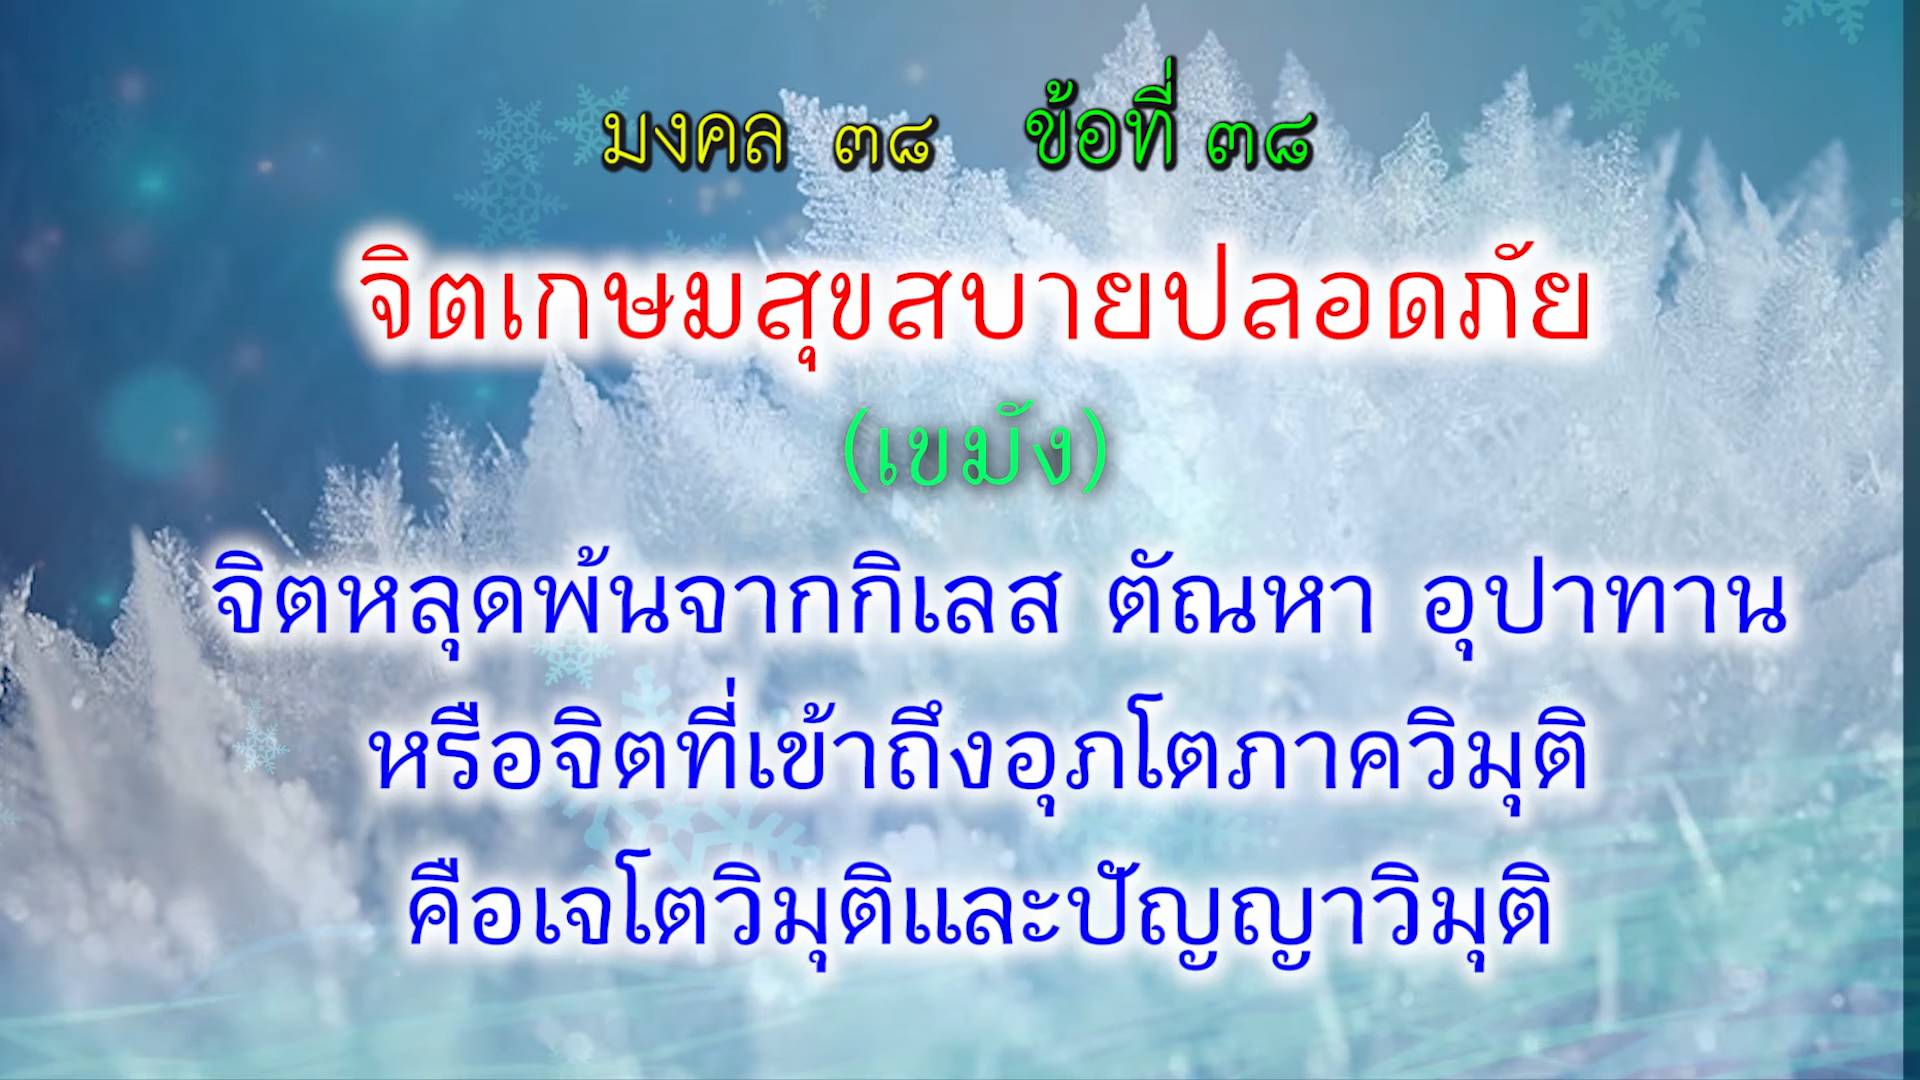 มงคล ๓๘ ข้อที่ ๓๘
จิตเกษมสุขสบายปลอดภัย
(เขมัง)
จิตหลุดพ้นจากกิเลส ตัณหา อุปาทาน
หรือจิตที่เข้าถึงอุภโตภาควิมุติ
คือเจโตวิมุติและปัญญาวิมุติ